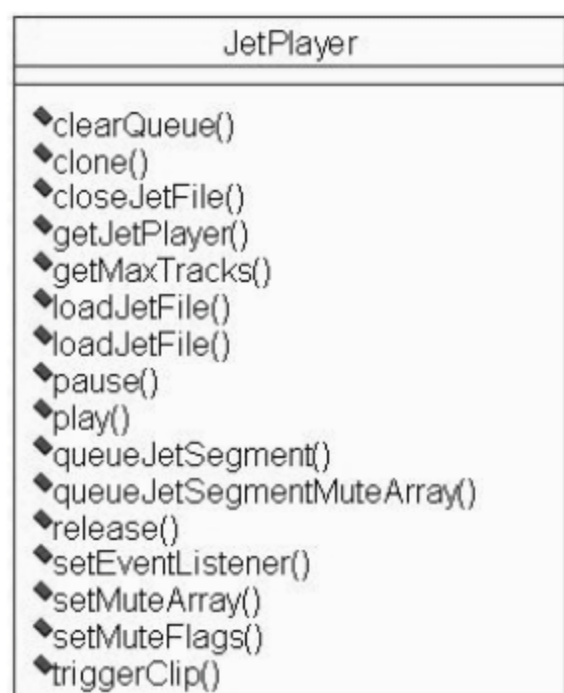 JetPlayer
clearQueue()
clone()
closeJetFile()
getJetPlayer()
getMaxTracks()
loadJetFile()
loadJetFile()
pause()
play()
queueJetSegment()
queueJetSegmentMuteArray()
release()
setEventListener()
setMuteArray()
setMuteFlags()
triggerClip()